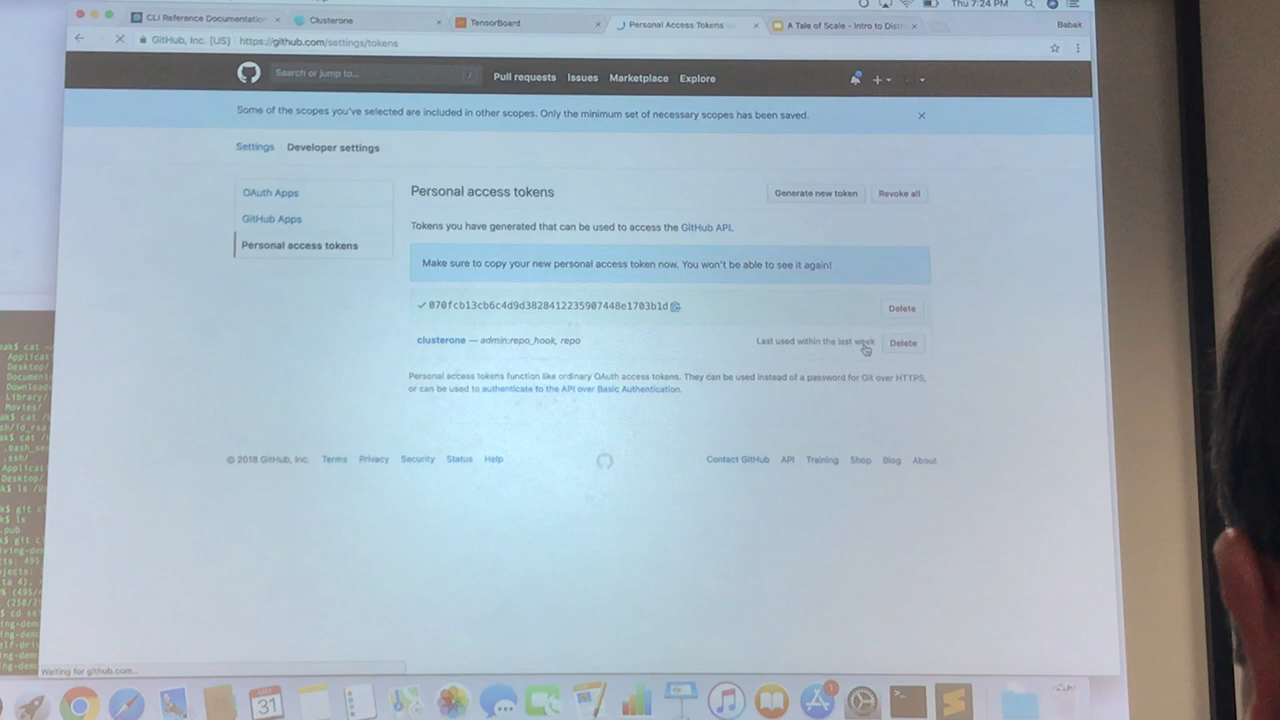 Thu 7:24 PM
CLI Reference Documentation
Clusterone
TensorBoard
Personal Access Tokens
A Tale of Scale - Intro to Distr
Babak
GitHub, Inc. [US] | https://github.com/settings/tokens
Search or jump to... /
Pull requests Issues Marketplace Explore
Some of the scopes you've selected are included in other scopes. Only the minimum set of necessary scopes has been saved.
Settings Developer settings
OAuth Apps
GitHub Apps
Personal access tokens
Personal access tokens
Generate new token
Revoke all
Tokens you have generated that can be used to access the GitHub API.
Make sure to copy your new personal access token now. You won't be able to see it again!
070fcb13cb6c4d9d3828412235907448e1703b1d
Delete
clusterone — admin:repo_hook, repo
Last used within the last week
Delete
Personal access tokens function like ordinary OAuth access tokens. They can be used instead of a password for Git over HTTPS,
or can be used to authenticate to the API over Basic Authentication.
© 2018 GitHub, Inc. Terms Privacy Security Status Help
Contact GitHub API Training Shop Blog About
Waiting for github.com...
Desktop/
Library/
Movies/
.ssh/
Desktop/
31
1